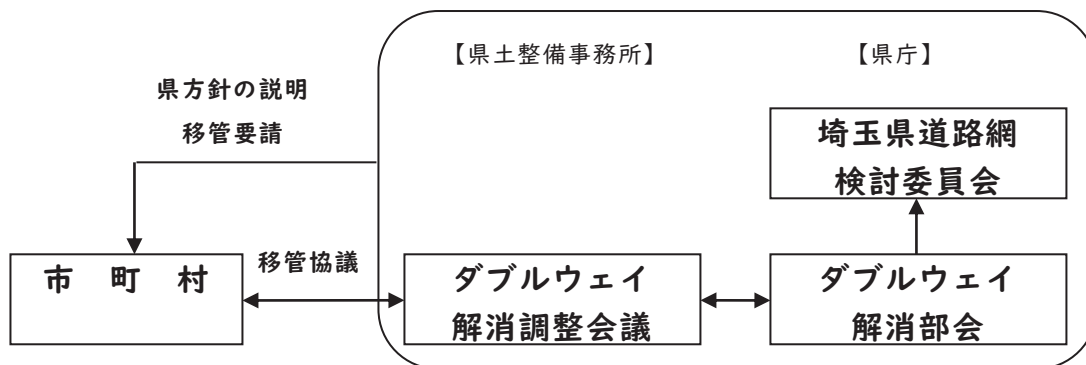 【県土整備事務所】
【県庁】
県方針の説明
移管要請
埼玉県道路網
検討委員会
市　町　村
移管協議
ダブルウェイ
解消調整会議
ダブルウェイ
解消部会